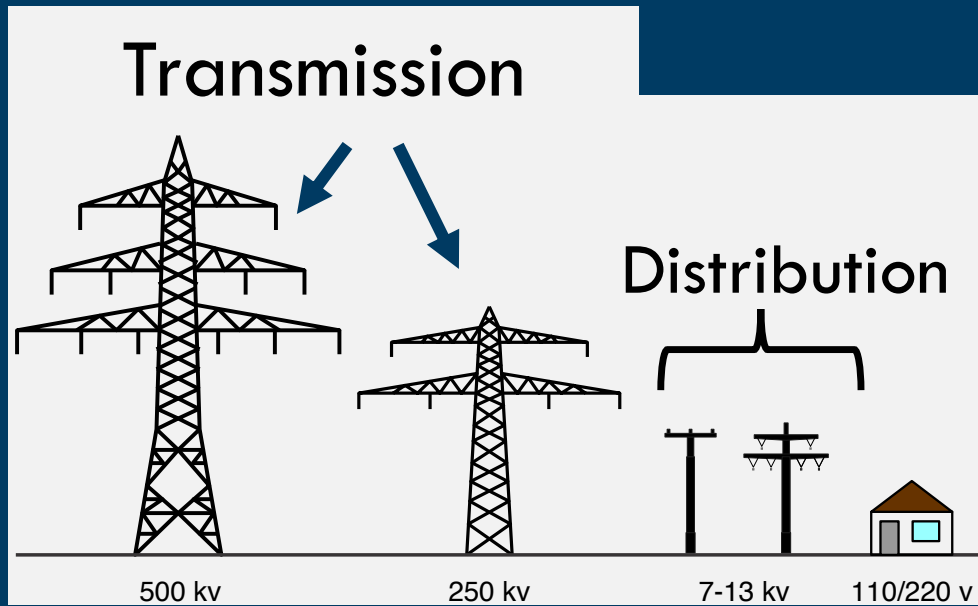 Transmission
Distribution
500 kv
250 kv
7-13 kv
110/220 v